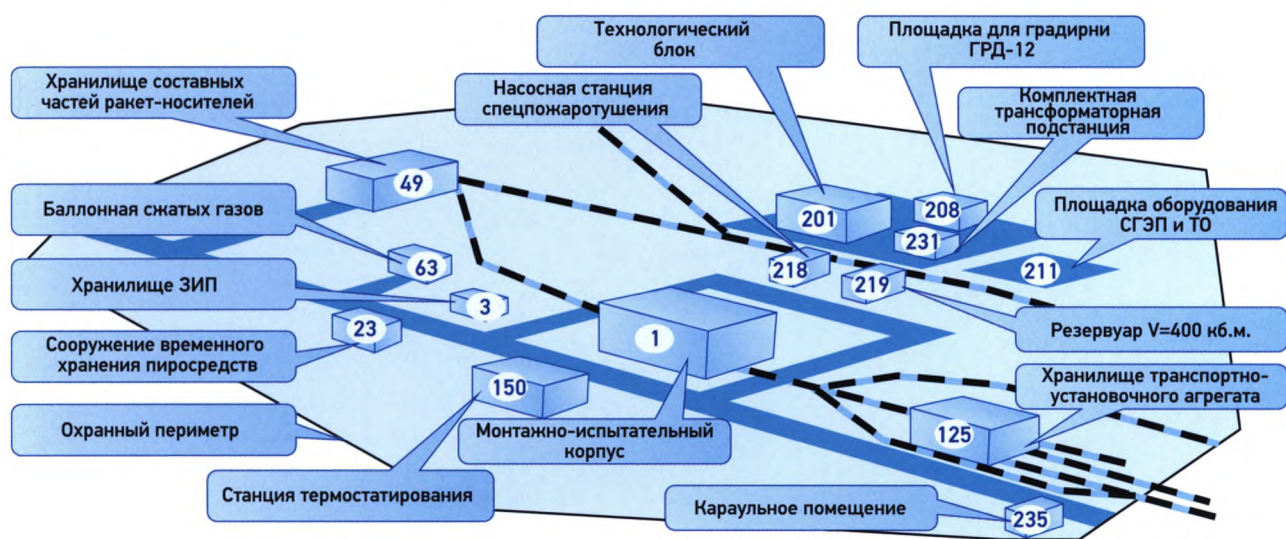 Технологический
блок
Площадка для градирни
ГРД-12
Хранилище составных
частей ракет-носителей
Насосная станция
спецпожаротушения
Комплектная
трансформаторная
подстанция
49
201
208
Баллонная сжатых газов
231
Площадка оборудования
СГЭП и ТО
63
218
211
Хранилище ЗИП
3
219
23
1
Резервуар V=400 кб.м.
Сооружение временного
хранения пиросредств
150
Хранилище транспортно-
установочного агрегата
Охранный периметр
Монтажно-испытательный
корпус
125
Станция термостатирования
Караульное помещение
235